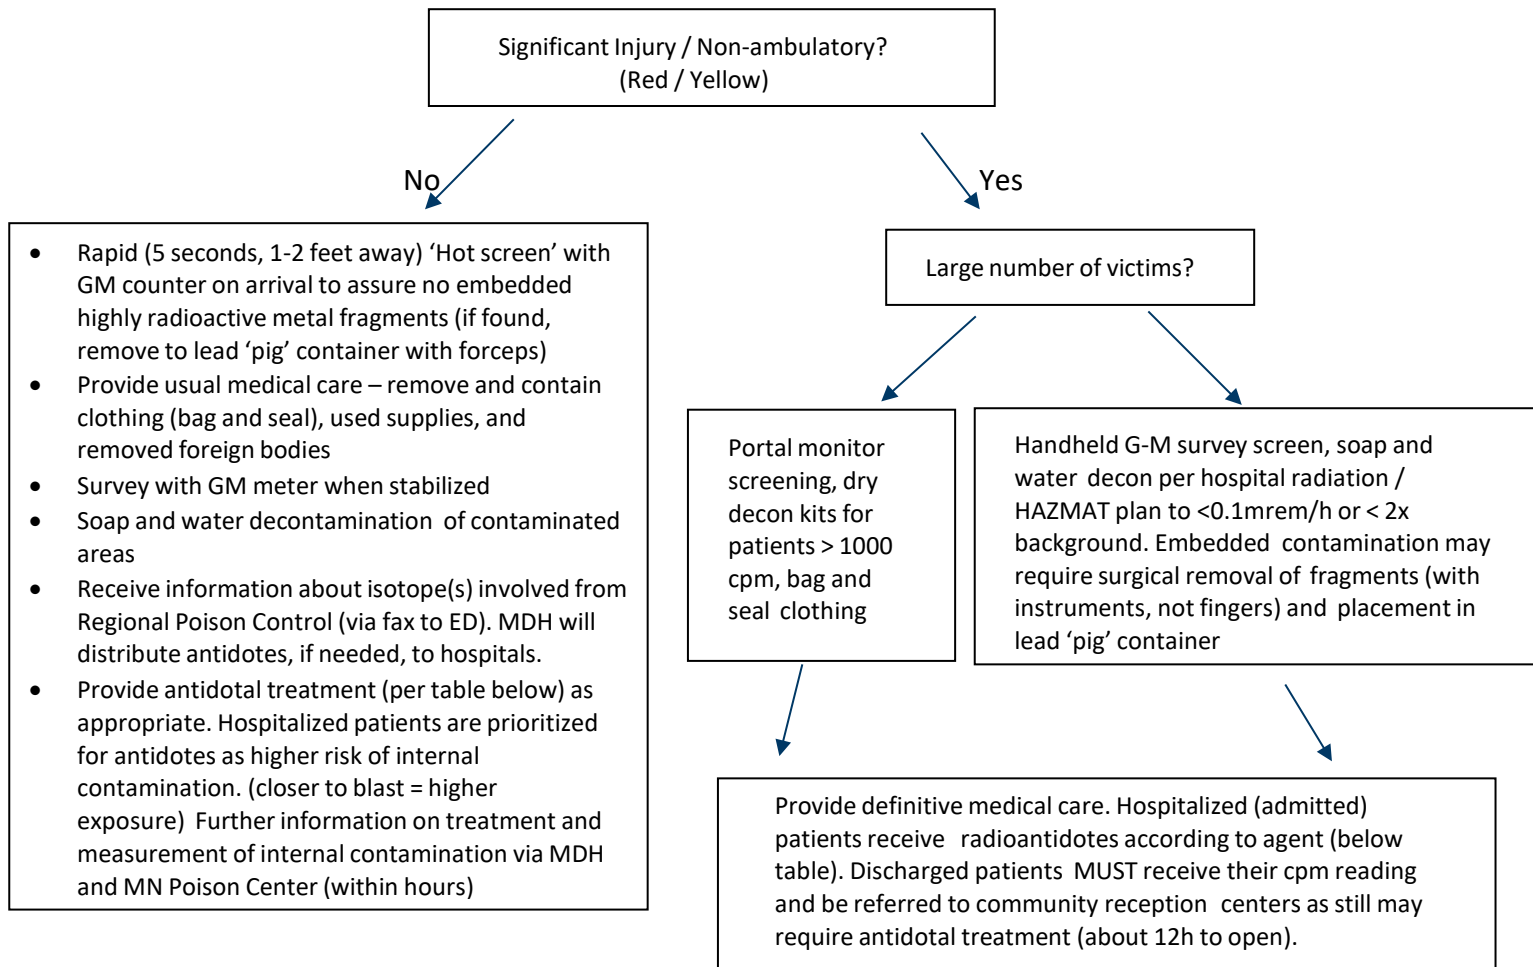 Significant Injury / Non-ambulatory?
(Red / Yellow)
No
Yes
• Rapid (5 seconds, 1-2 feet away) ‘Hot screen’ with
GM counter on arrival to assure no embedded
highly radioactive metal fragments (if found,
remove to lead ‘pig’ container with forceps)
• Provide usual medical care – remove and contain
clothing (bag and seal), used supplies, and
removed foreign bodies
• Survey with GM meter when stabilized
• Soap and water decontamination of contaminated
areas
• Receive information about isotope(s) involved from
Regional Poison Control (via fax to ED). MDH will
distribute antidotes, if needed, to hospitals.
• Provide antidotal treatment (per table below) as
appropriate. Hospitalized patients are prioritized
for antidotes as higher risk of internal
contamination. (closer to blast = higher
exposure) Further information on treatment and
measurement of internal contamination via MDH
and MN Poison Center (within hours)
Large number of victims?
Portal monitor
screening, dry
decon kits for
patients > 1000
cpm, bag and
seal clothing
Handheld G-M survey screen, soap and
water decon per hospital radiation /
HAZMAT plan to <0.1mrem/h or < 2x
background. Embedded contamination may
require surgical removal of fragments (with
instruments, not fingers) and placement in
lead ‘pig’ container
Provide definitive medical care. Hospitalized (admitted)
patients receive radioantidotes according to agent (below
table). Discharged patients MUST receive their cpm reading
and be referred to community reception centers as still may
require antidotal treatment (about 12h to open).